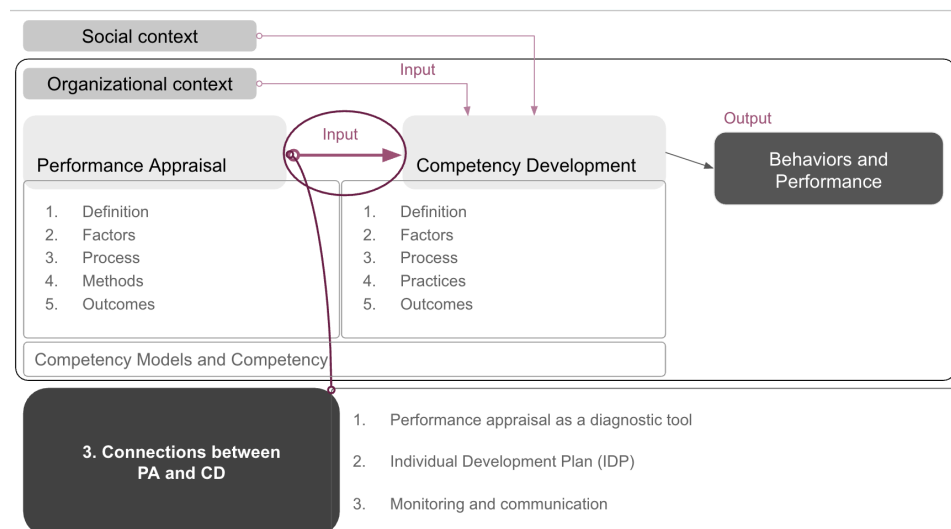 Social context
Organizational context
Input
Input
Output
Performance Appraisal
Competency Development
Behaviors and
Performance
1. Definition
2. Factors
3. Process
4. Methods
5. Outcomes
1. Definition
2. Factors
3. Process
4. Practices
5. Outcomes
Competency Models and Competency
3. Connections between
PA and CD
1. Performance appraisal as a diagnostic tool
2. Individual Development Plan (IDP)
3. Monitoring and communication